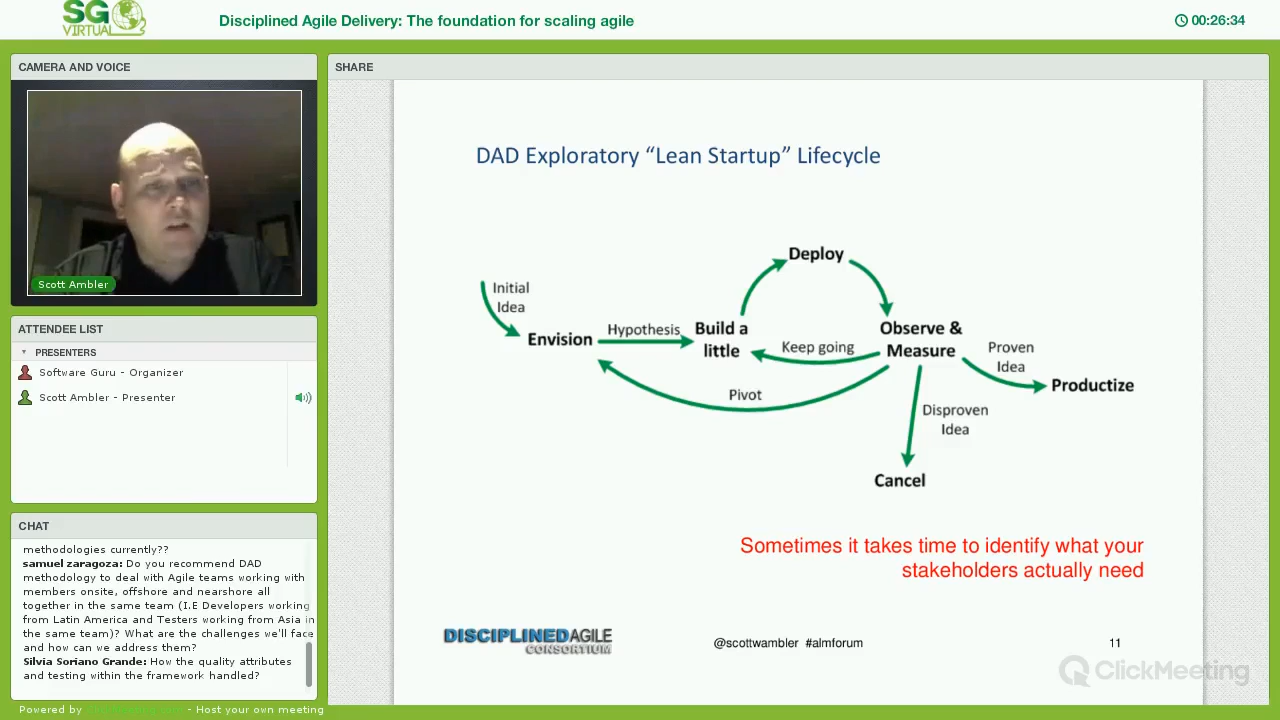 SG
VIRTUAL
Disciplined Agile Delivery: The foundation for scaling agile
00:26:34
CAMERA AND VOICE
Scott Ambler
ATTENDEE LIST
PRESENTERS
Software Guru - Organizer
Scott Ambler - Presenter
CHAT
methodologies currently??
samuel zaragoza: Do you recommend DAD
methodology to deal with Agile teams working with
members onsite, offshore and nearshore all
together in the same team (I.E Developers working
from Latin America and Testers working from Asia in
the same team)? What are the challenges we'll face
and how can we address them?
Silvia Soriano Grande: How the quality attributes
and testing within the framework handled?
Powered by ClickMeeting.com - Host your own meeting
SHARE
DAD Exploratory “Lean Startup” Lifecycle
Initial
Idea
Envision
Hypothesis
Build a
little
Deploy
Observe &
Measure
Keep going
Pivot
Proven
Idea
Productize
Disproven
Idea
Cancel
Sometimes it takes time to identify what your
stakeholders actually need
DISCIPLINEDAGILE
CONSORTIUM
@scottwambler #almforum
11
ClickMeeting